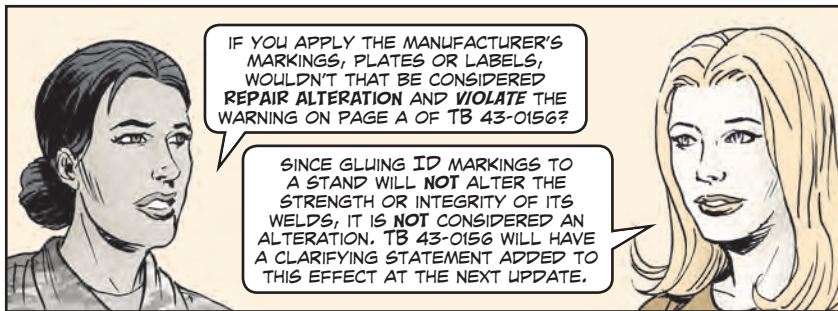 IF YOU APPLY THE MANUFACTURER'S
MARKINGS, PLATES OR LABELS,
WOULDN'T THAT BE CONSIDERED
REPAIR ALTERATION AND VIOLATE THE
WARNING ON PAGE A OF TB 43-0156?
SINCE GLUING ID MARKINGS TO
A STAND WILL NOT ALTER THE
STRENGTH OR INTEGRITY OF ITS
WELDS, IT IS NOT CONSIDERED AN
ALTERATION. TB 43-0156 WILL HAVE
A CLARIFYING STATEMENT ADDED TO
THIS EFFECT AT THE NEXT UPDATE.